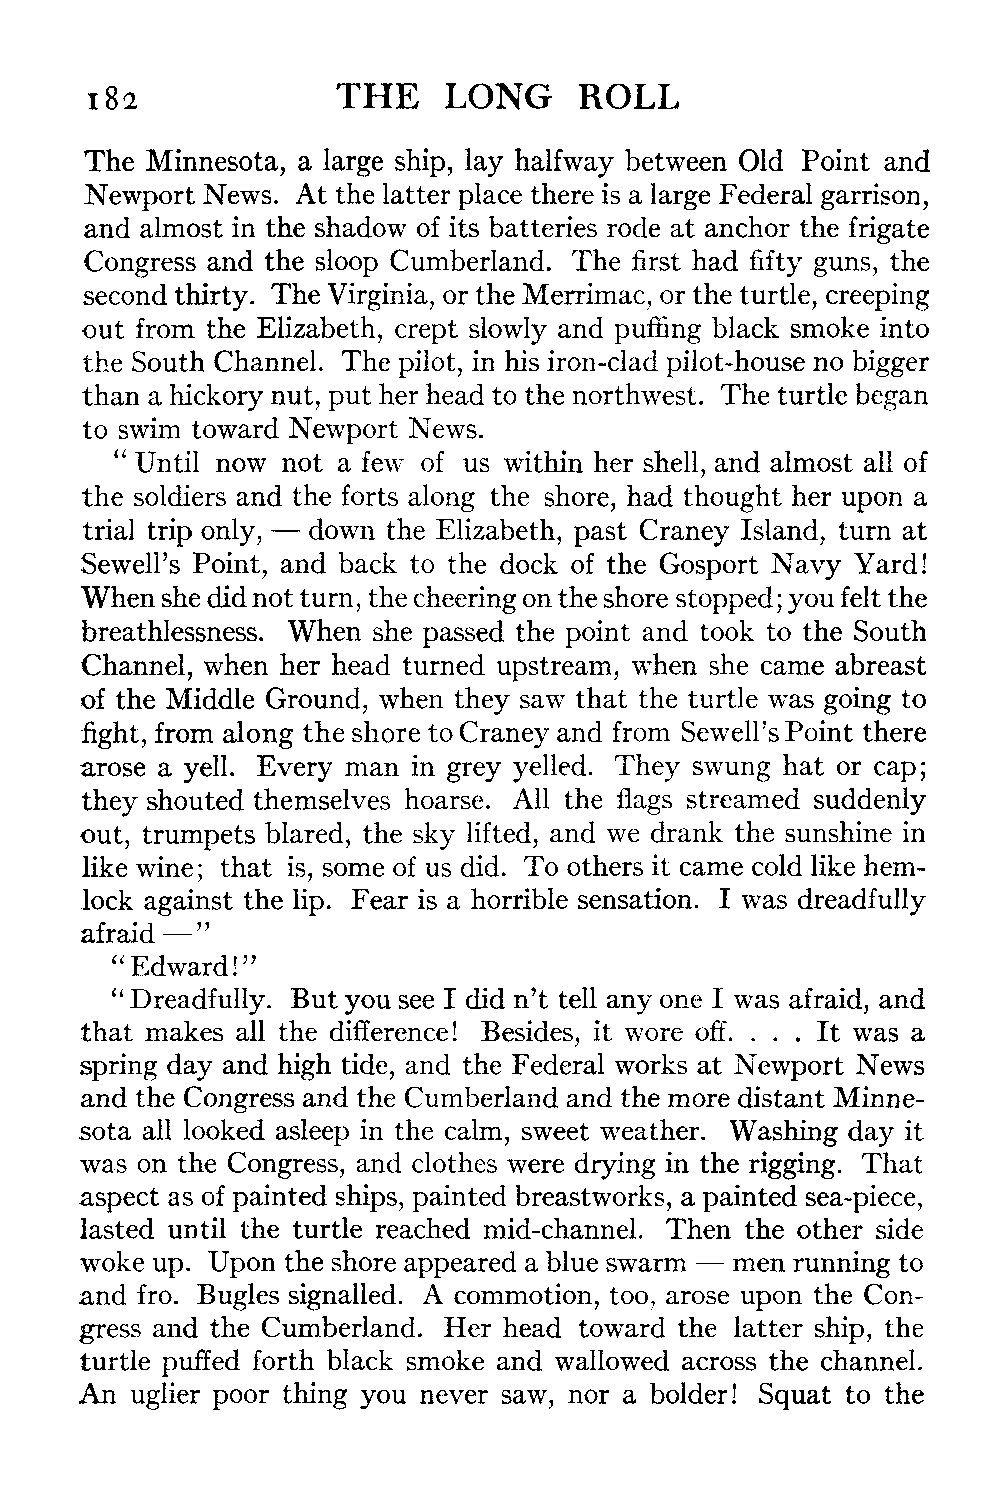 182 THE LONG ROLL
The Minnesota, a large ship, lay halfway between Old Point and
Newport News. At the latter place there is a large Federal garrison,
and almost in the shadow of its batteries rode at anchor the frigate
Congress and the sloop Cumberland. The first had fifty guns, the
second thirty. The Virginia, or the Merrimac, or the turtle, creeping
out from the Elizabeth, crept slowly and puffing black smoke into
the South Channel. The pilot, in his iron-clad pilot-house no bigger
than a hickory nut, put her head to the northwest. The turtle began
to swim toward Newport News.
"Until now not a few of us within her shell, and almost all of
the soldiers and the forts along the shore, had thought her upon a
trial trip only, — down the Elizabeth, past Craney Island, turn at
Sewell's Point, and back to the dock of the Gosport Navy Yard!
When she did not turn, the cheering on the shore stopped; you felt the
breathlessness. When she passed the point and took to the South
Channel, when her head turned upstream, when she came abreast
of the Middle Ground, when they saw that the turtle was going to
fight, from along the shore to Craney and from Sewell's Point there
arose a yell. Every man in grey yelled. They swung hat or cap;
they shouted themselves hoarse. All the flags streamed suddenly
out, trumpets blared, the sky lifted, and we drank the sunshine in
like wine; that is, some of us did. To others it came cold like hem-
lock against the lip. Fear is a horrible sensation. I was dreadfully
afraid —"
"Edward!"
"Dreadfully. But you see I did n't tell any one I was afraid, and
that makes all the difference! Besides, it wore off. . . . It was a
spring day and high tide, and the Federal works at Newport News
and the Congress and the Cumberland and the more distant Minne-
sota all looked asleep in the calm, sweet weather. Washing day it
was on the Congress, and clothes were drying in the rigging. That
aspect as of painted ships, painted breastworks, a painted sea-piece,
lasted until the turtle reached mid-channel. Then the other side
woke up. Upon the shore appeared a blue swarm — men running to
and fro. Bugles signalled. A commotion, too, arose upon the Con-
gress and the Cumberland. Her head toward the latter ship, the
turtle puffed forth black smoke and wallowed across the channel.
An uglier poor thing you never saw, nor a bolder! Squat to the